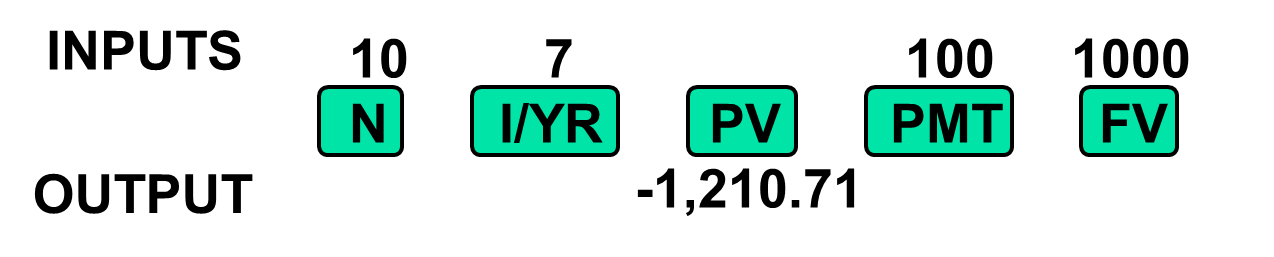 INPUTS 10 7 100 1000
N I/YR PV PMT FV
OUTPUT -1,210.71